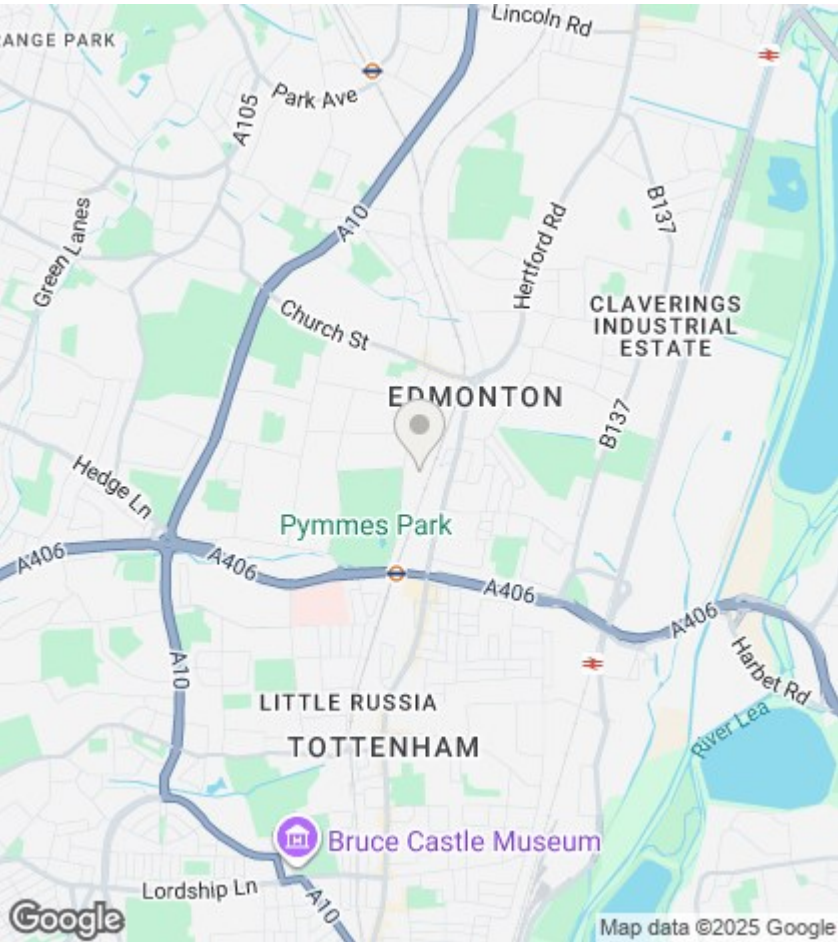 Lincoln Rd
ANGE PARK
Park Ave
A105
A10
B137
Hertford Rd
Green Lanes
CLAVERINGS
INDUSTRIAL
ESTATE
Church St
EDMONTON
B137
Hedge Ln
Pymmes Park
A406
A406
A406
A406
Harbet Rd
A10
LITTLE RUSSIA
River Lea
TOTTENHAM
Bruce Castle Museum
Lordship Ln
A10
Google
Map data ©2025 Google